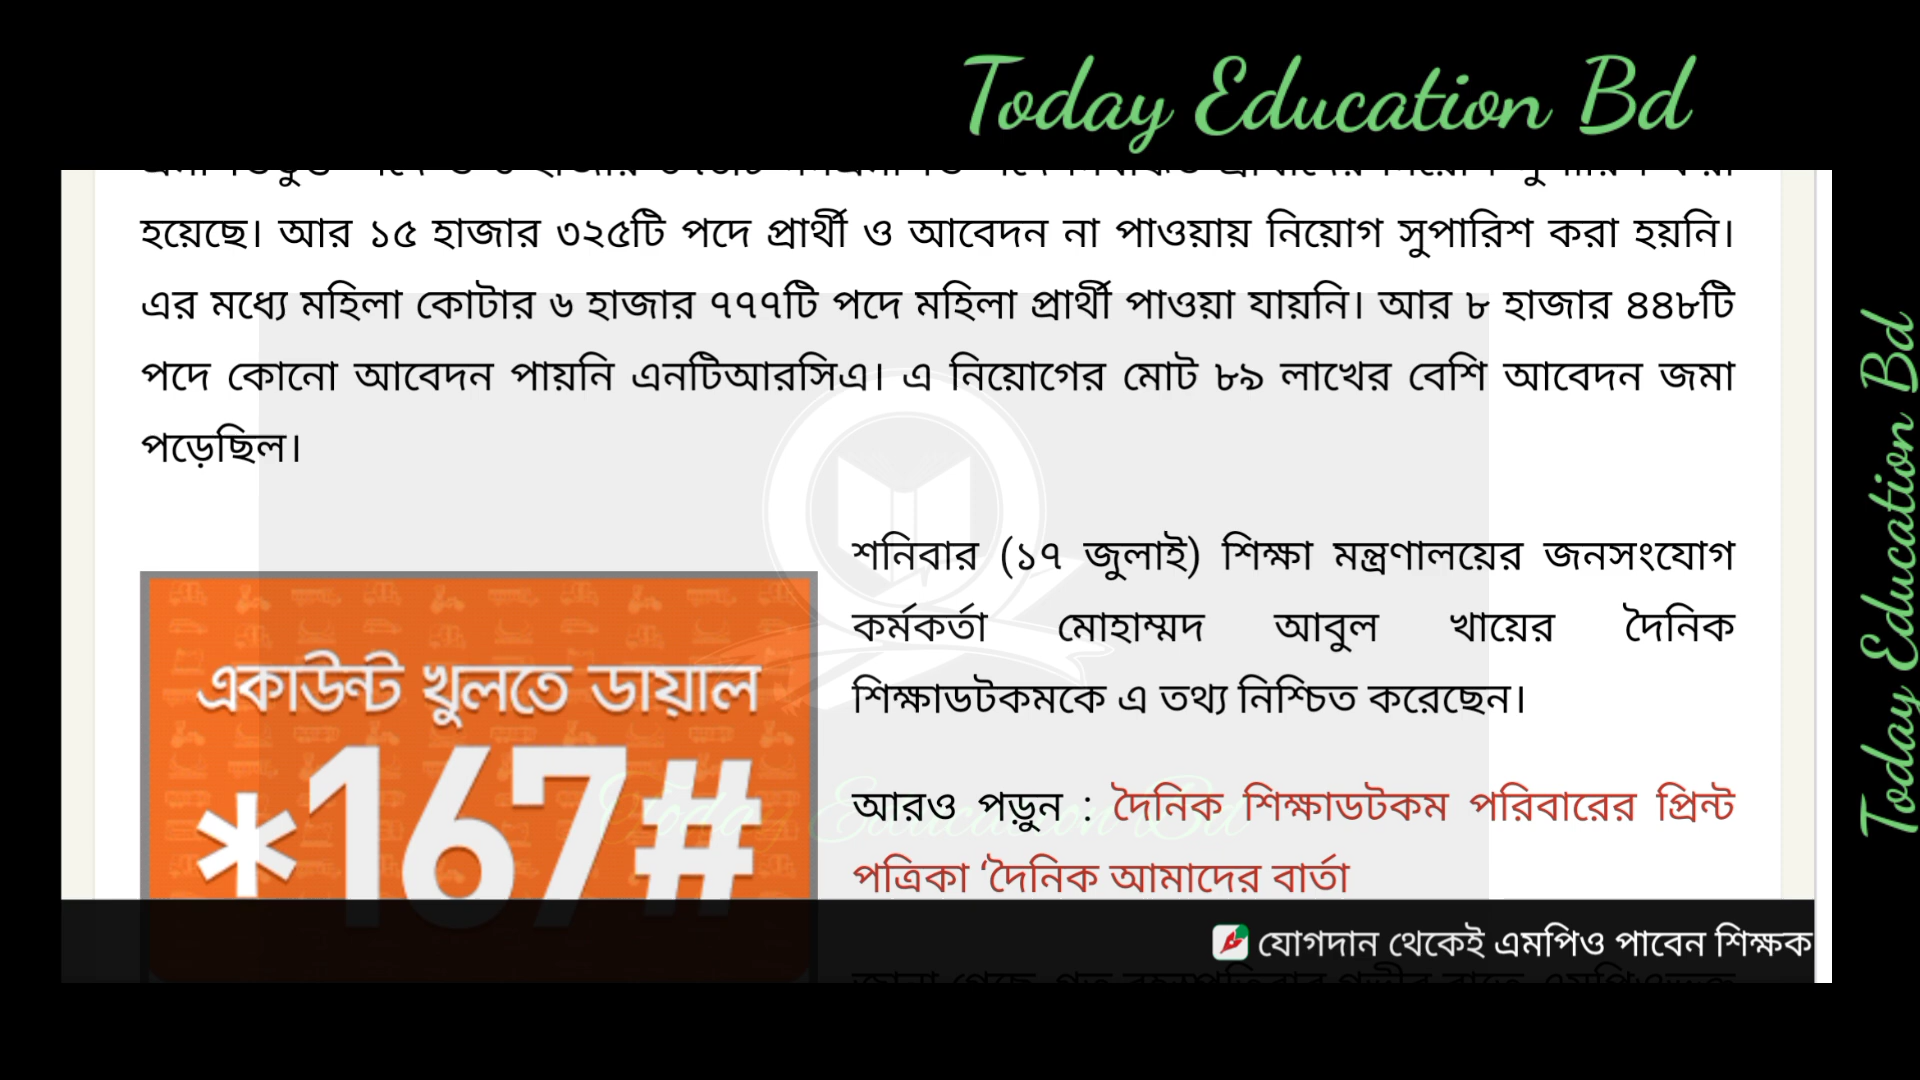 Today Education Bd
হয়েছে। আর ১৫ হাজার ৩২৫টি পদে প্রার্থী ও আবেদন না পাওয়ায় নিয়োগ সুপারিশ করা হয়নি।
এর মধ্যে মহিলা কোটার ৬ হাজার ৭৭৭টি পদে মহিলা প্রার্থী পাওয়া যায়নি। আর ৮ হাজার ৪৪৮টি
পদে কোনো আবেদন পায়নি এনটিআরসিএ। এ নিয়োগের মোট ৮৯ লাখের বেশি আবেদন জমা
পড়েছিল।
শনিবার (১৭ জুলাই) শিক্ষা মন্ত্রণালয়ের জনসংযোগ
কর্মকর্তা মোহাম্মদ আবুল খায়ের দৈনিক
শিক্ষাডটকমকে এ তথ্য নিশ্চিত করেছেন।
আরও পড়ুন : দৈনিক শিক্ষাডটকম পরিবারের প্রিন্ট
পত্রিকা ‘দৈনিক আমাদের বার্তা
একাউন্ট খুলতে ডায়াল
*167#
Today Education Bd
যোগদান থেকেই এমপিও পাবেন শিক্ষক
Today Education Bd